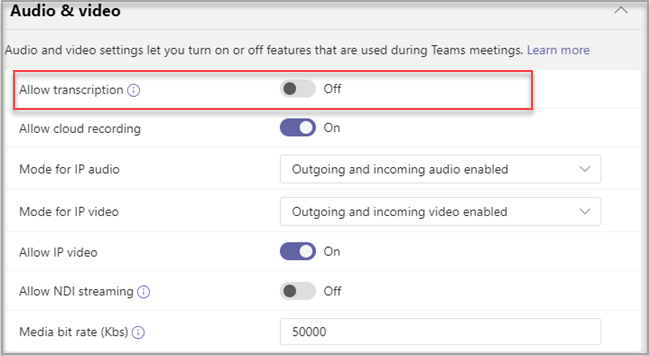 Audio & video
Audio and video settings let you turn on or off features that are used during Teams meetings. Learn more
Allow transcription Off
Allow cloud recording On
Mode for IP audio Outgoing and incoming audio enabled
Mode for IP video Outgoing and incoming video enabled
Allow IP video On
Allow NDI streaming Off
Media bit rate (Kbs) 50000